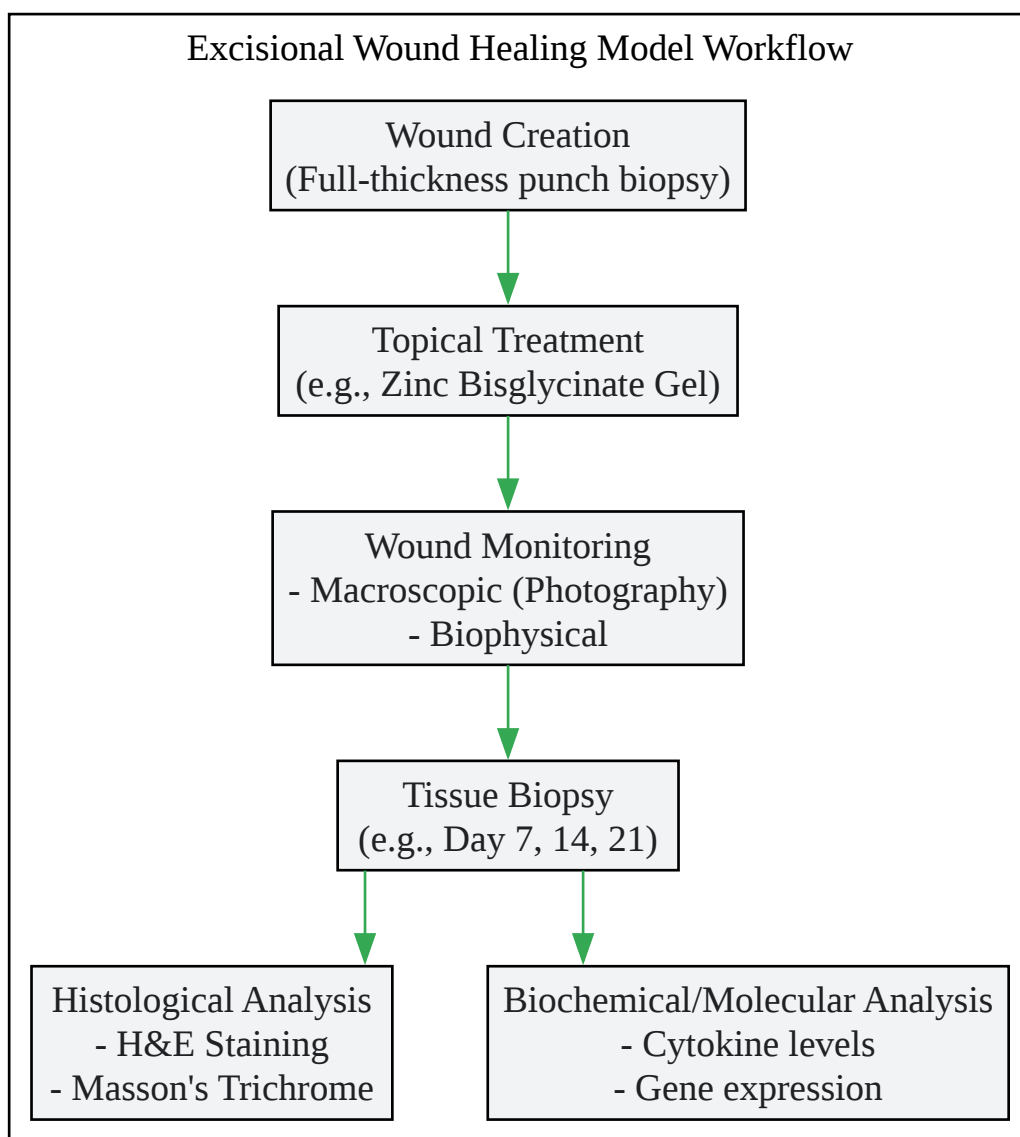 Excisional Wound Healing Model Workflow
Wound Creation
(Full-thickness punch biopsy)
Topical Treatment
(e.g., Zinc Bisglycinate Gel)
Wound Monitoring
- Macroscopic (Photography)
- Biophysical
Tissue Biopsy
(e.g., Day 7, 14, 21)
Histological Analysis
- H&E Staining
- Masson's Trichrome
Biochemical/Molecular Analysis
- Cytokine levels
- Gene expression